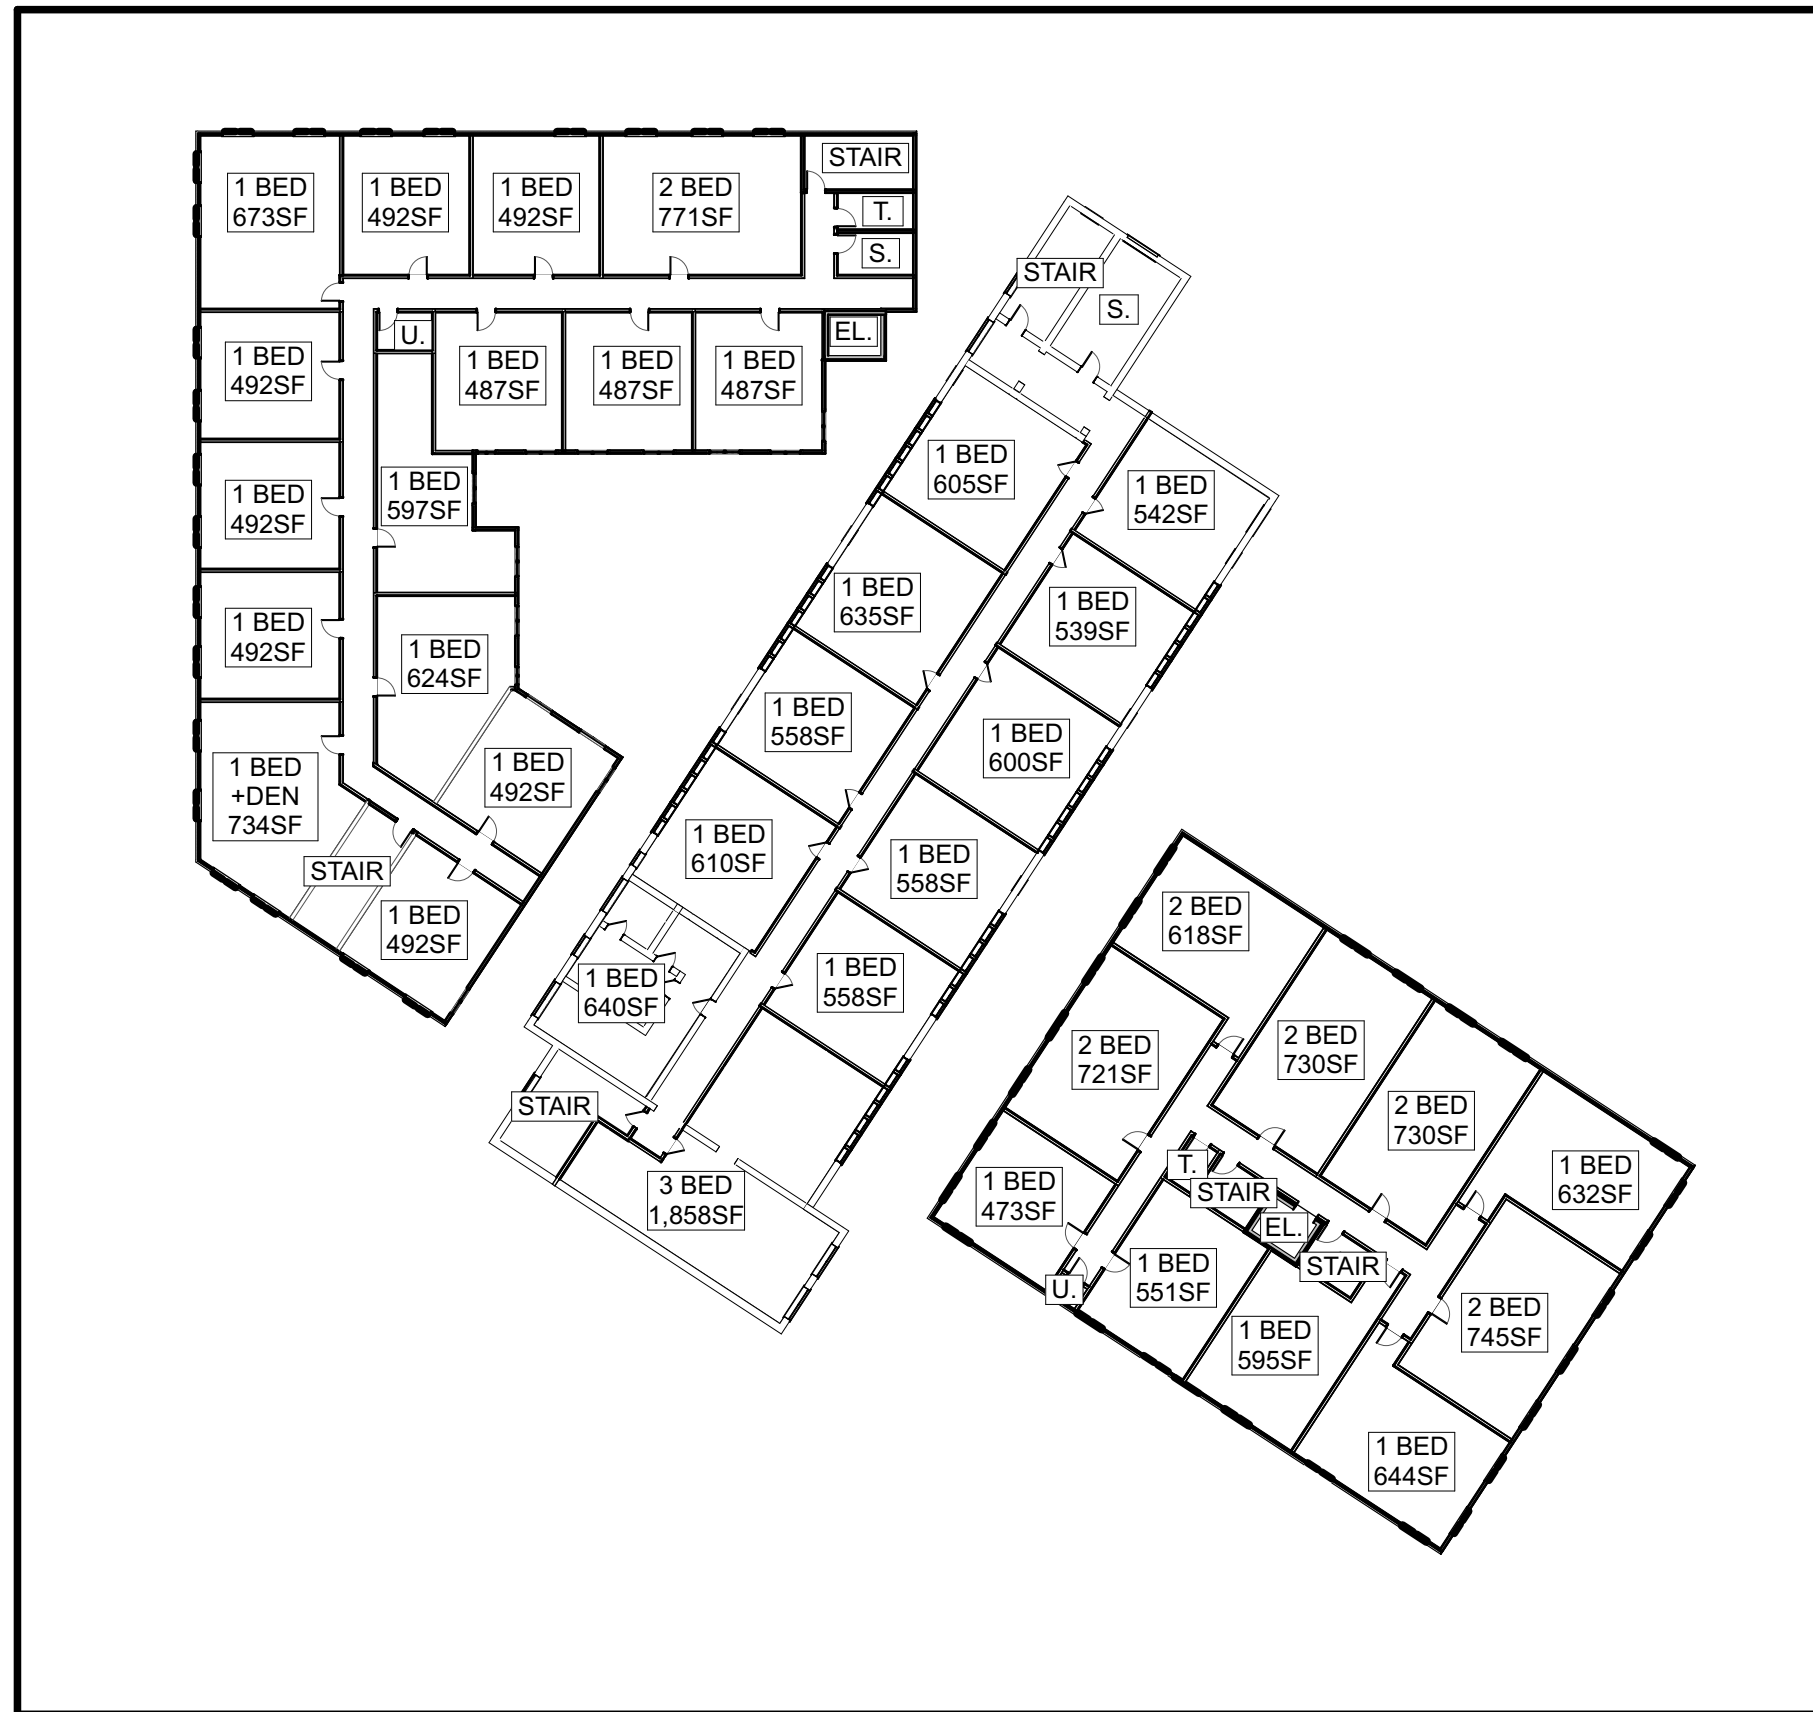 1 BED
673SF
1 BED
492SF
1 BED
492SF
2 BED
771SF
STAIR
T.
S.
U.
EL.
1 BED
492SF
1 BED
487SF
1 BED
487SF
1 BED
487SF
1 BED
492SF
1 BED
597SF
1 BED
492SF
1 BED
624SF
1 BED
+DEN
734SF
1 BED
492SF
STAIR
1 BED
492SF
STAIR
S.
1 BED
605SF
1 BED
542SF
1 BED
635SF
1 BED
539SF
1 BED
558SF
1 BED
600SF
1 BED
610SF
1 BED
558SF
1 BED
640SF
1 BED
558SF
STAIR
3 BED
1,858SF
2 BED
618SF
2 BED
721SF
2 BED
730SF
2 BED
730SF
1 BED
632SF
T.
STAIR
1 BED
473SF
EL.
STAIR
U.
1 BED
551SF
1 BED
595SF
2 BED
745SF
1 BED
644SF